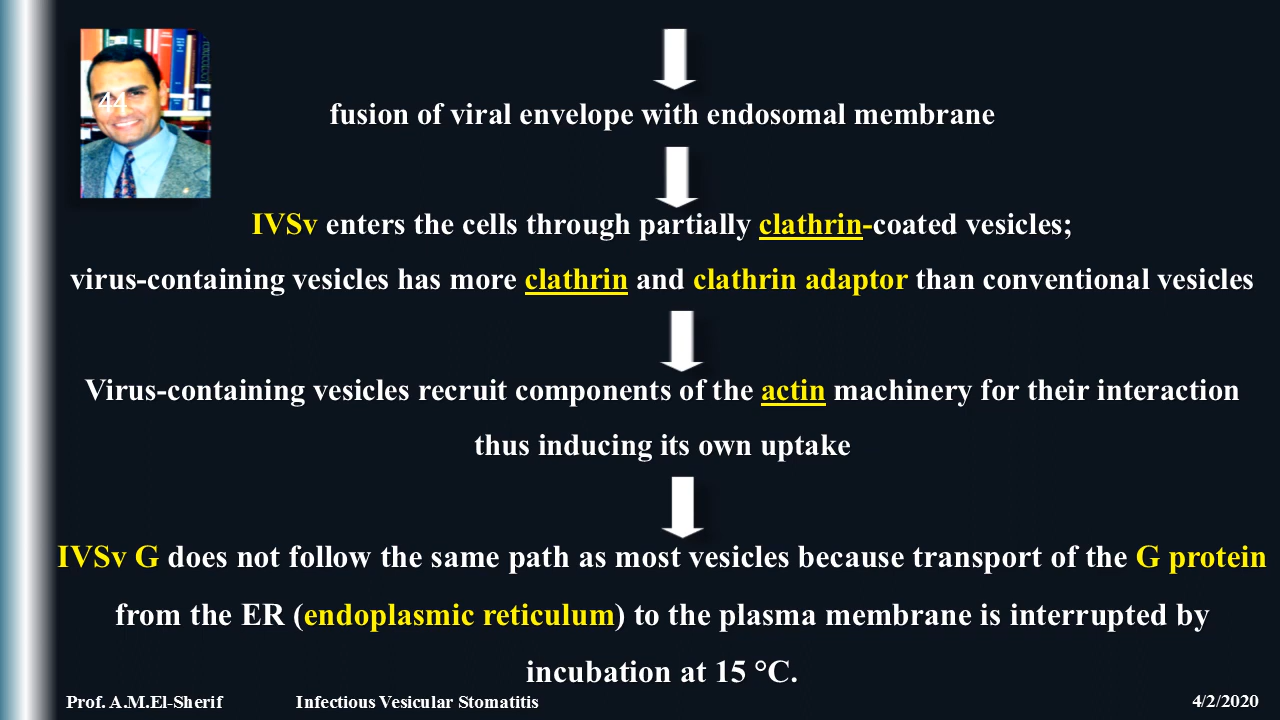 44
fusion of viral envelope with endosomal membrane
IVSv enters the cells through partially clathrin-coated vesicles;
virus-containing vesicles has more clathrin and clathrin adaptor than conventional vesicles
Virus-containing vesicles recruit components of the actin machinery for their interaction
thus inducing its own uptake
IVSv G does not follow the same path as most vesicles because transport of the G protein
from the ER (endoplasmic reticulum) to the plasma membrane is interrupted by
incubation at 15 °C.
Prof. A.M.El-Sherif Infectious Vesicular Stomatitis 4/2/2020